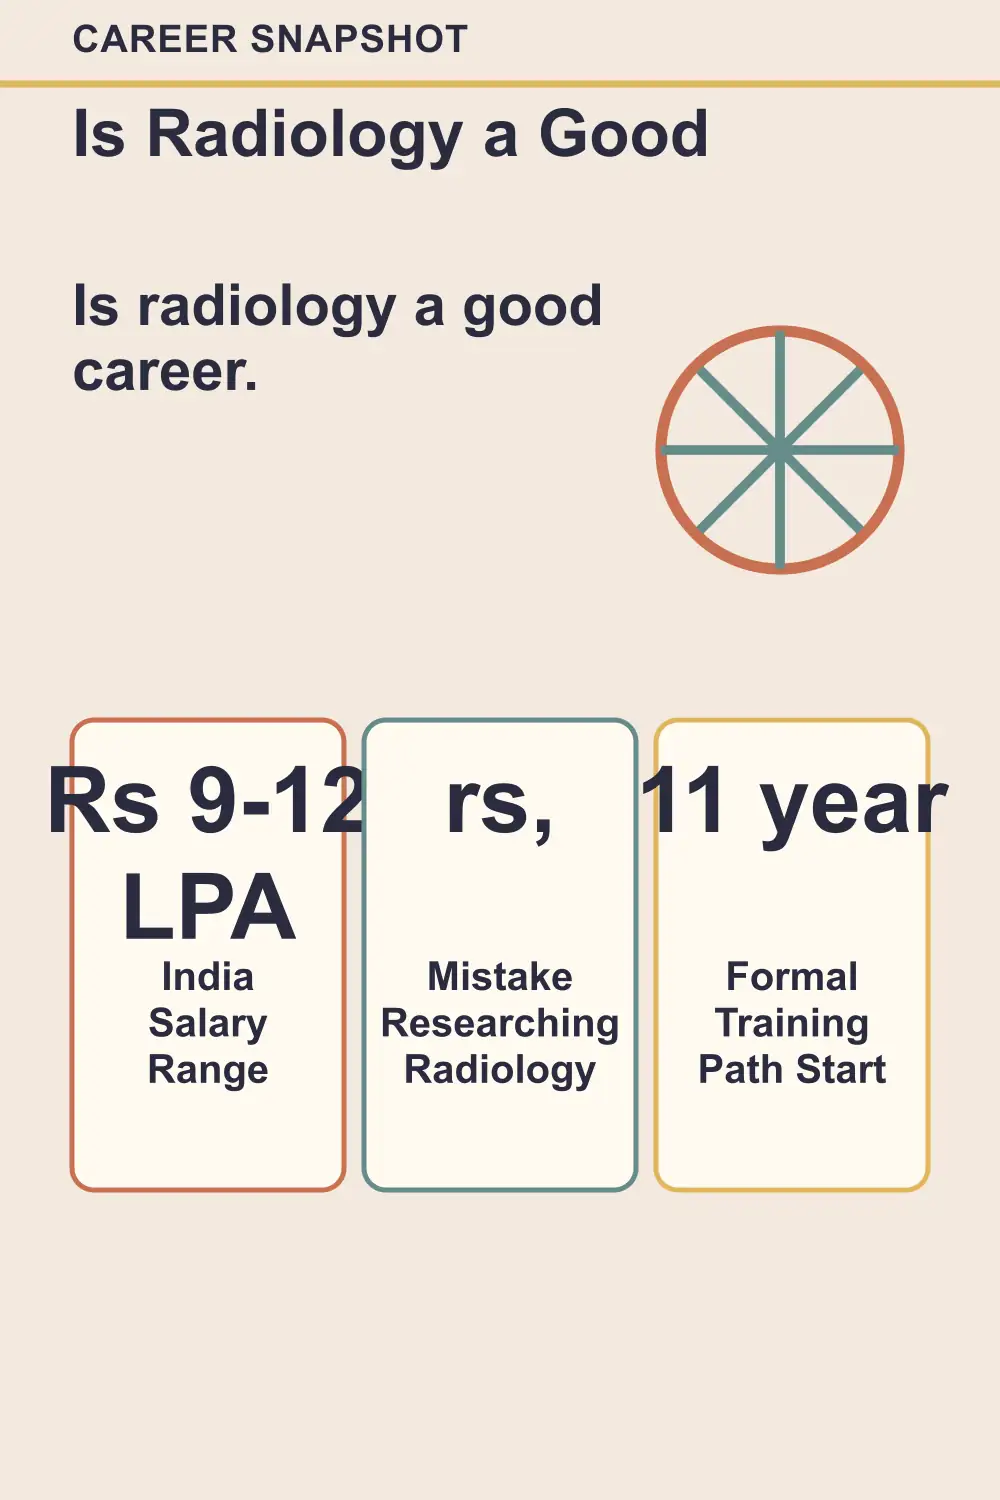 CAREER SNAPSHOT
Is Radiology a Good
Is radiology a good
career.
Rs 9-12
LPA
India
Salary
Range
rs,
Mistake
Researching
Radiology
11 year
Formal
Training
Path Start